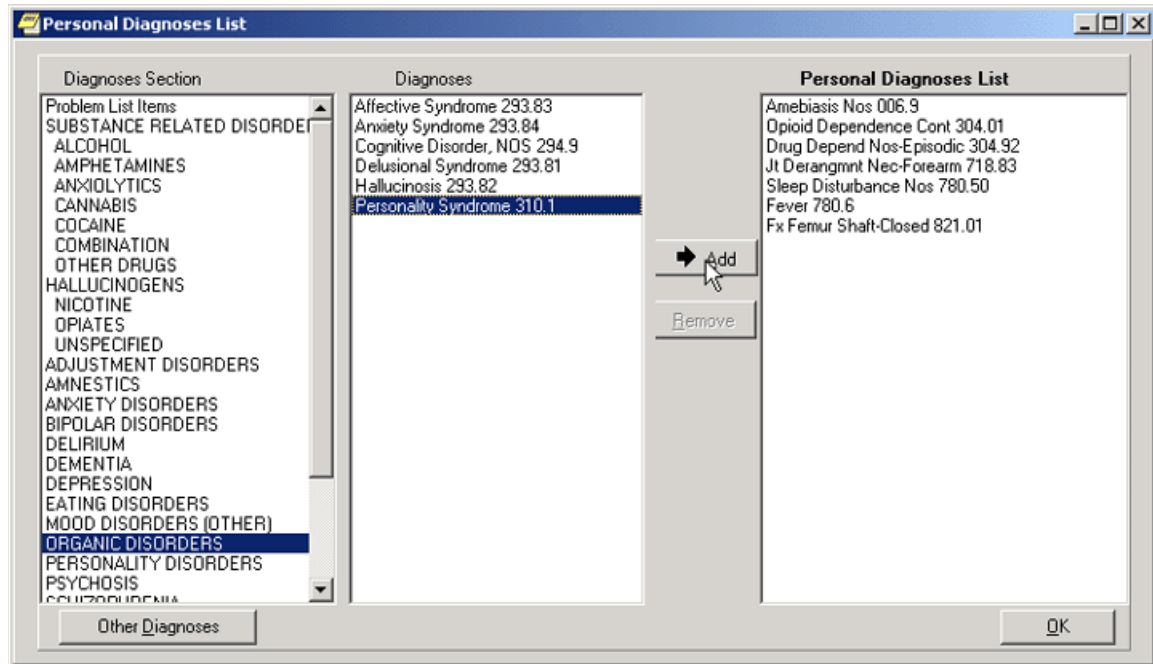 Personal Diagnoses List
Diagnoses Section
Problem List Items
SUBSTANCE RELATED DISORDE
ALCOHOL
AMPHETAMINES
ANXIOLYTICS
CANNABIS
COCAINE
COMBINATION
OTHER DRUGS
HALLUCINOGENS
NICOTINE
OPIATES
UNSPECIFIED
ADJUSTMENT DISORDERS
AMNESTICS
ANXIETY DISORDERS
BIPOLAR DISORDERS
DELIRIUM
DEMENTIA
DEPRESSION
EATING DISORDERS
MOOD DISORDERS (OTHER)
ORGANIC DISORDERS
PERSONALITY DISORDERS
PSYCHOSIS
Other Diagnoses
Diagnoses
Affective Syndrome 293.83
Anxiety Syndrome 293.84
Cognitive Disorder, NOS 294.9
Delusional Syndrome 293.81
Hallucinosis 293.82
Personality Syndrome 310.1
Add
Remove
Personal Diagnoses List
Amebiasis Nos 006.9
Opioid Dependence Cont 304.01
Drug Depend Nos-Episodic 304.92
Jt Derangmnt Nec-Forearm 718.83
Sleep Disturbance Nos 780.50
Fever 780.6
Fx Femur Shaft-Closed 821.01
OK